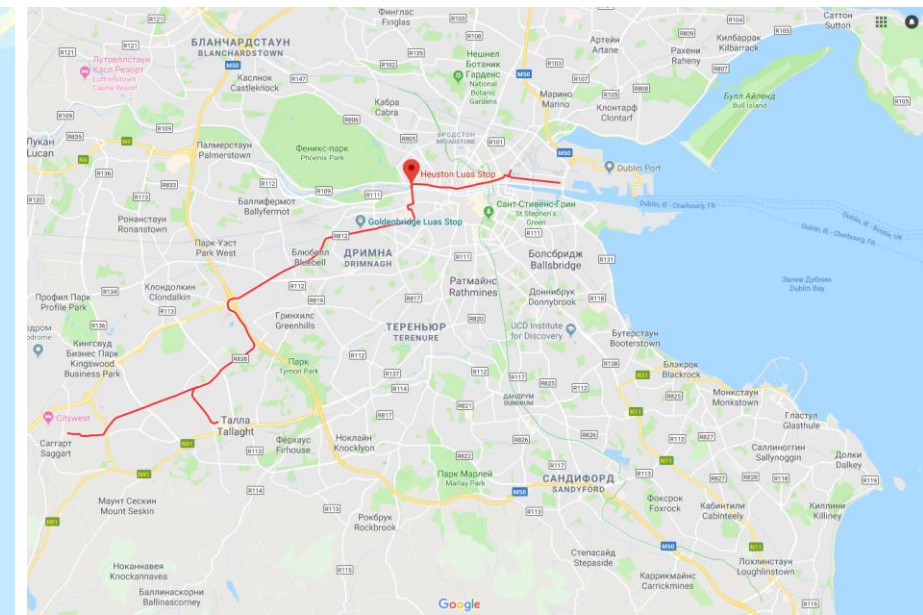 Финглас
Finglas
Саттон
Sutton
БЛАНЧАРДСТАУН
BLANCHARDSTOWN
Артейн
Artane
Килбаррак
Kilbarrack
Рахени
Raheny
Лутреллстаун
Касл Резорт
Luttrellstown
Castle Resort
Каслнок
Castleknock
Нешнел
Ботаник
Гарденс
National
Botanic
Gardens
Марино
Marino
Клонтарф
Clontarf
Булл Айленд
Bull Island
Кабра
Cabra
БРОДСТОН
BROADSTONE
Лукан
Lucan
Палмерстаун
Palmerstown
Феникс-парк
Phoenix Park
Dublin Port
Heuston Luas Stop
Баллифермот
Ballyfermot
Сант-Стивенс-Грин
St Stephen's
Green
Goldenbridge Luas Stop
Ронанстаун
Ronanstown
Парк-Уэст
Park West
Блюбелл
Bluebell
ДРИМНА
DRIMNAGH
Болсбридж
Ballsbridge
Dublin, IE - Cherbourg, FR
Залив Дублин
Dublin Bay
Клондолкин
Clondalkin
Ратмайнс
Rathmines
Доннибрук
Donnybrook
Профил Парк
Profile Park
Гринхилс
Greenhills
ТЕРЕНЬЮР
TERENURE
UCD Institute
for Discovery
Бутерстаун
Booterstown
Кингсвуд
Бизнес Парк
Kingswood
Business Park
Парк
Tymon Park
Блэкрок
Blackrock
ДАНДРУМ
DUNDRUM
Монкстаун
Monkstown
Citywest
Талла
Tallaght
Гластул
Glasthule
Саггарт
Saggart
Ферхаус
Firhouse
Ноклайн
Knocklyon
Саллиноггин
Sallynoggin
Долки
Dalkey
Парк Марлей
Marlay Park
САНДИФОРД
SANDYFORD
Маунт Сескин
Mount Seskin
Фоксрок
Foxrock
Кабинтили
Cabinteely
Киллини
Killiney
Рокбрук
Rockbrook
Степасайд
Stepaside
Ноканнавеа
Knockannavea
Каррикмайнс
Carrickmines
Лохлинстаун
Loughlinstown
Баллинаскорни
Ballinascorney
Google